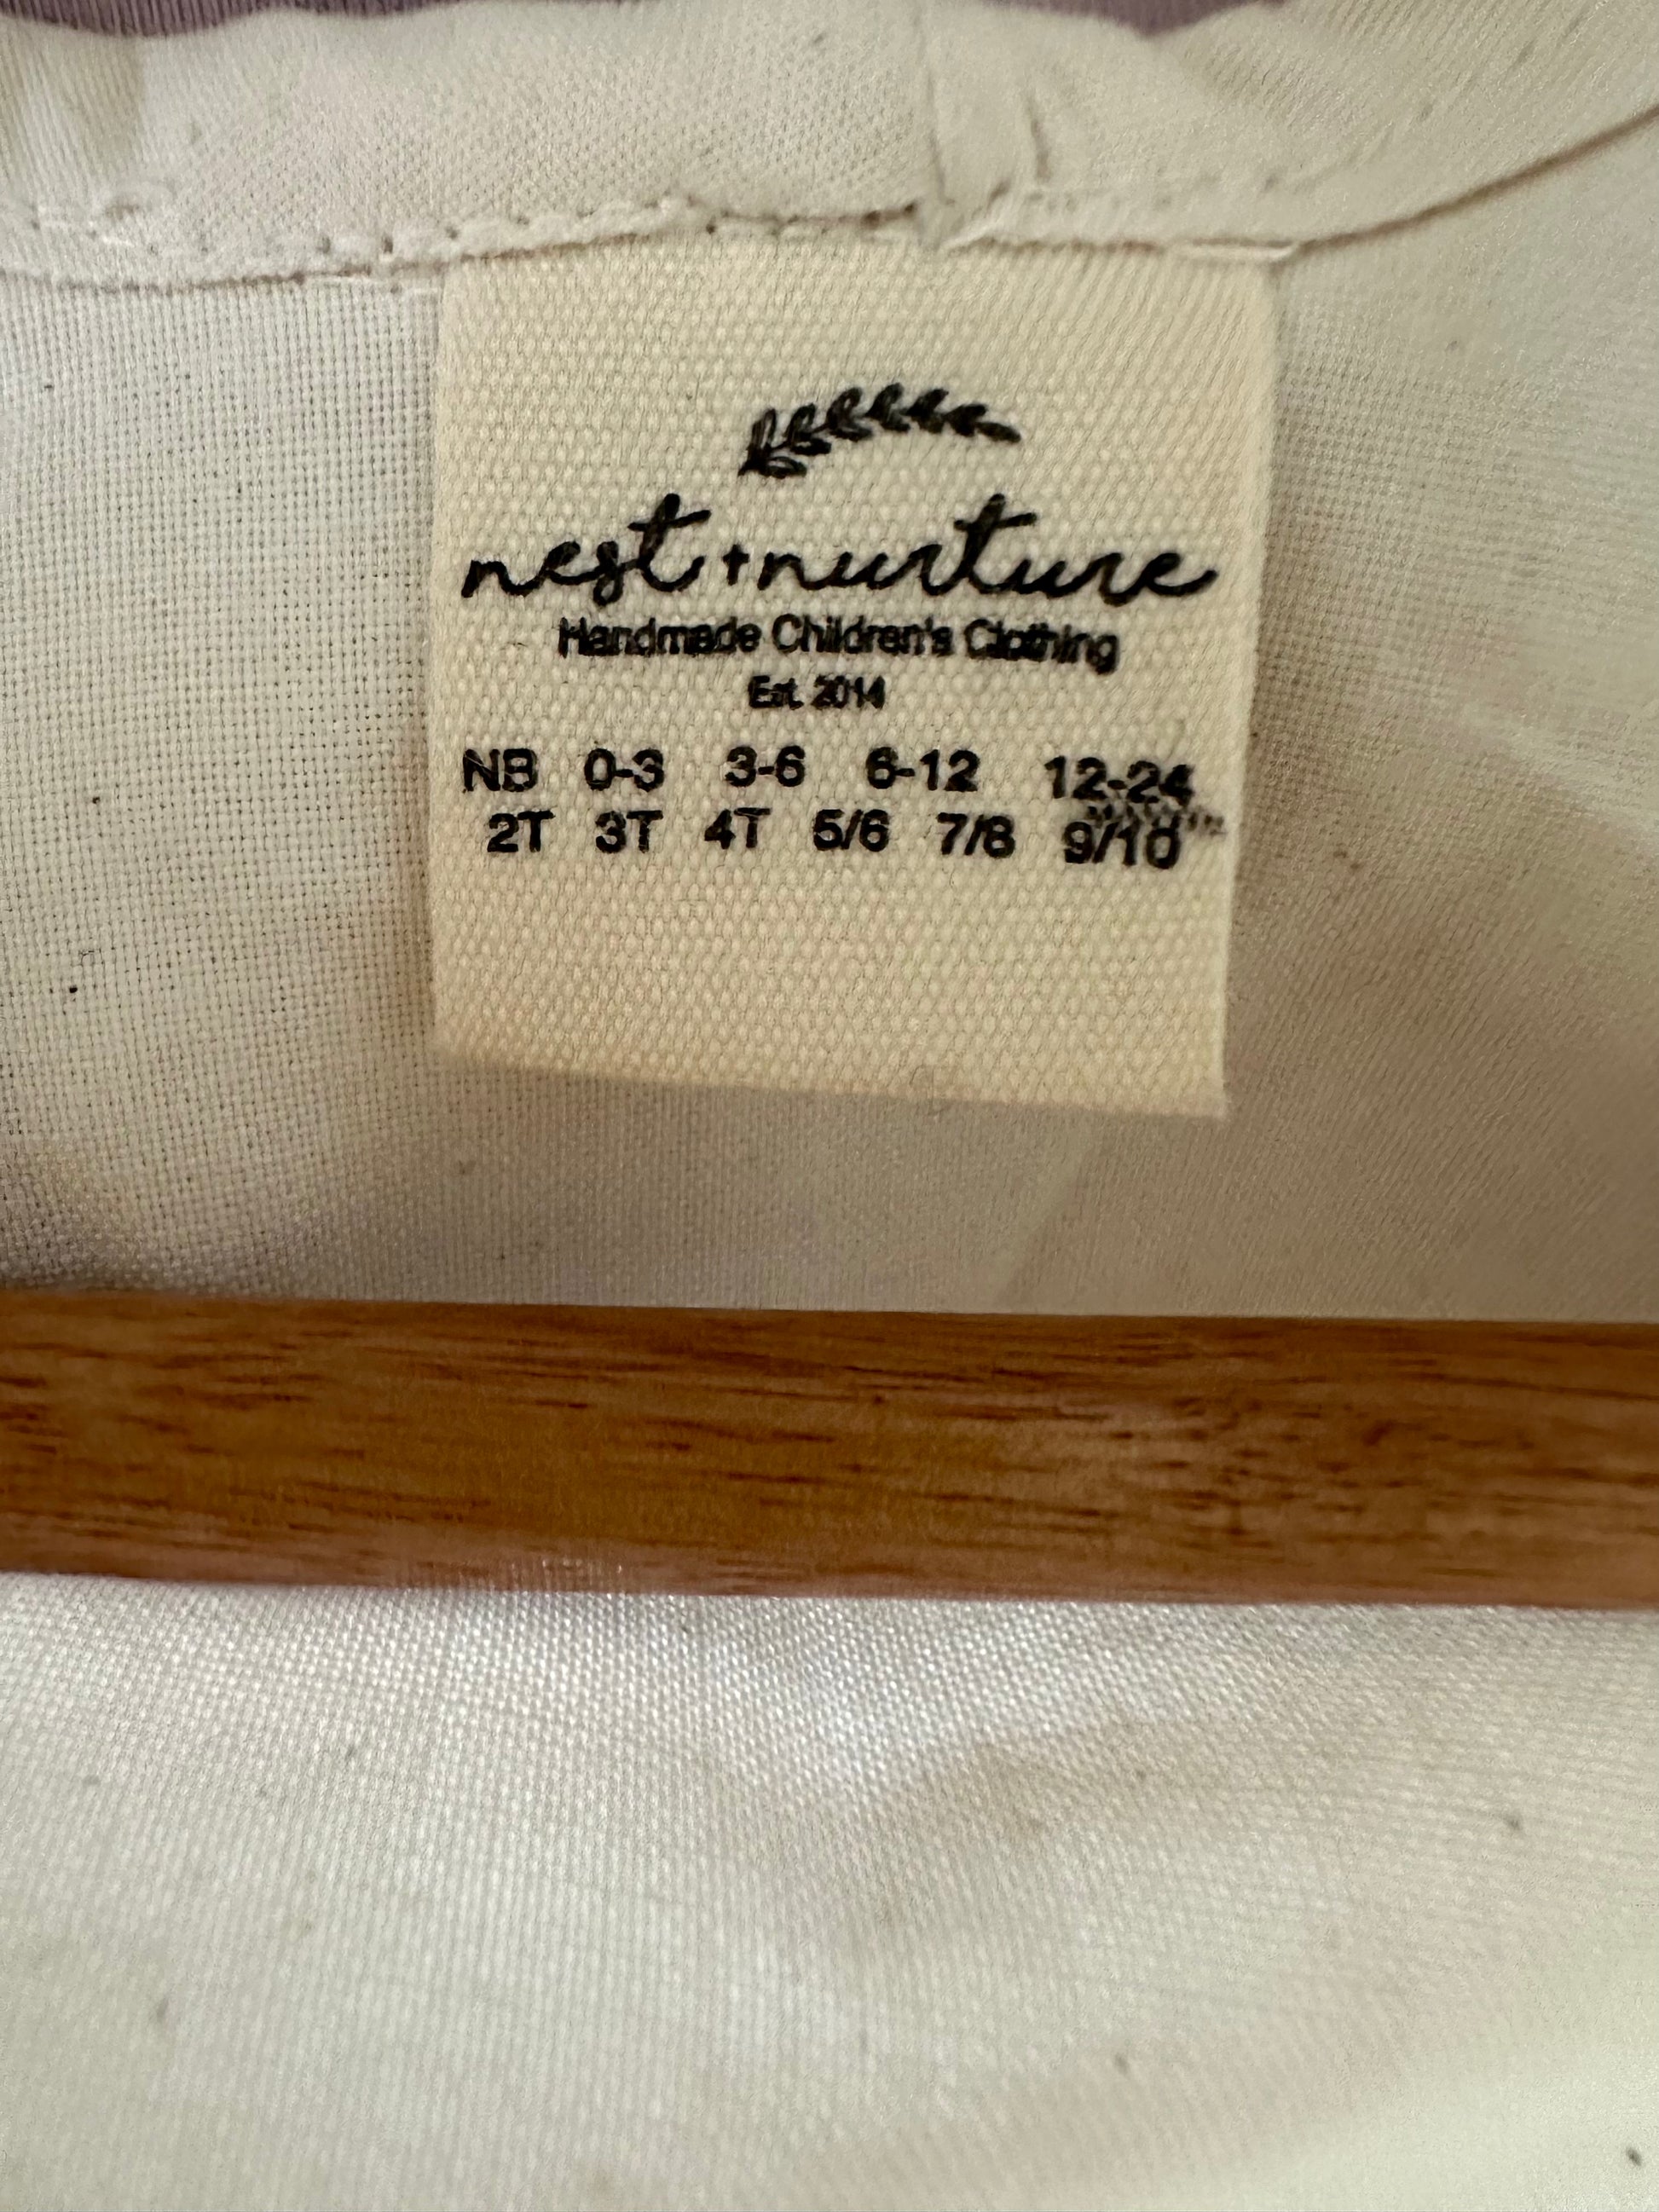 nest + nurture
Handmade Children's Clothing
Est. 2014
NB 0-3 3-6 6-12 12-24
2T 3T 4T 5/6 7/8 9/10